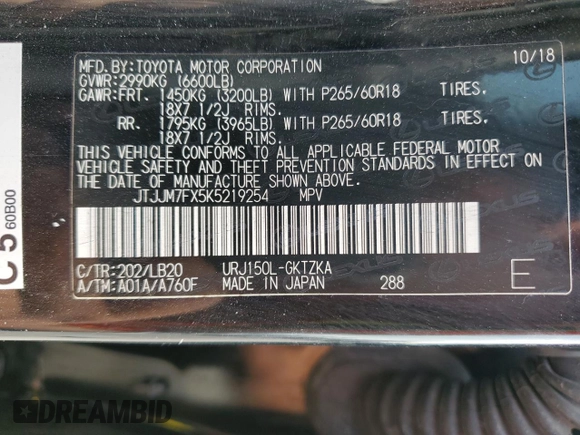 MFD.BY:TOYOTA MOTOR CORPORATION 10/18
GVWR:2990KG (6600LB)
GAWR:FRT. 1450KG (3200LB) WITH P265/60R18 TIRES.
18X7 1/2J RIMS.
RR. 1795KG (3965LB) WITH P265/60R18 TIRES.
18X7 1/2J RIMS.
THIS VEHICLE CONFORMS TO ALL APPLICABLE FEDERAL MOTOR
VEHICLE SAFETY AND THEFT PREVENTION STANDARDS IN EFFECT ON
THE DATE OF MANUFACTURE SHOWN ABOVE.
JTJJM7FX5K5219254 MPV
C/TR:202/LB20 URJ150L-GKTZKA
A/TM:A01A/A760F MADE IN JAPAN 288 E
C5 60B00
LEXUS
DREAMBID